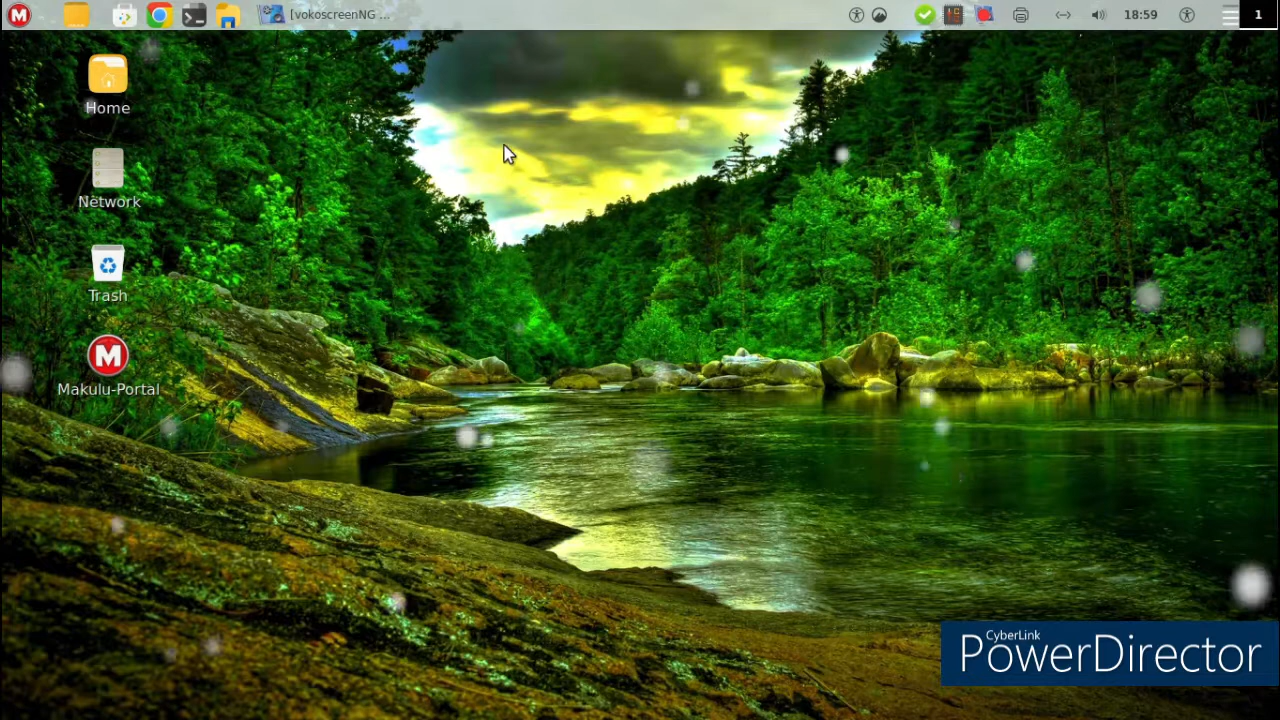 [vokoscreenNG ...
18:59
1
Home
Network
Trash
M
Makulu-Portal
CyberLink
PowerDirector